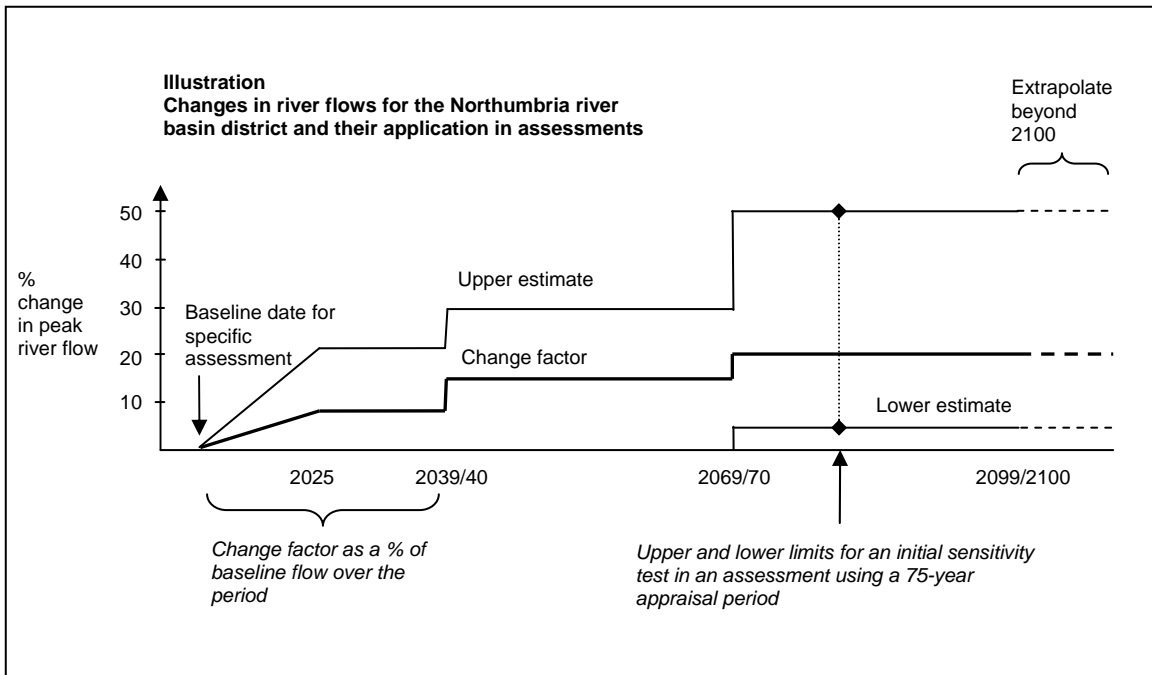 Illustration
Changes in river flows for the Northumbria river
basin district and their application in assessments
Extrapolate
beyond
2100
%
change
in peak
river flow
50
40
30
20
10
Baseline date for
specific
assessment
Upper estimate
Change factor
Lower estimate
2025
2039/40
2069/70
2099/2100
Change factor as a % of
baseline flow over the
period
Upper and lower limits for an initial sensitivity
test in an assessment using a 75-year
appraisal period